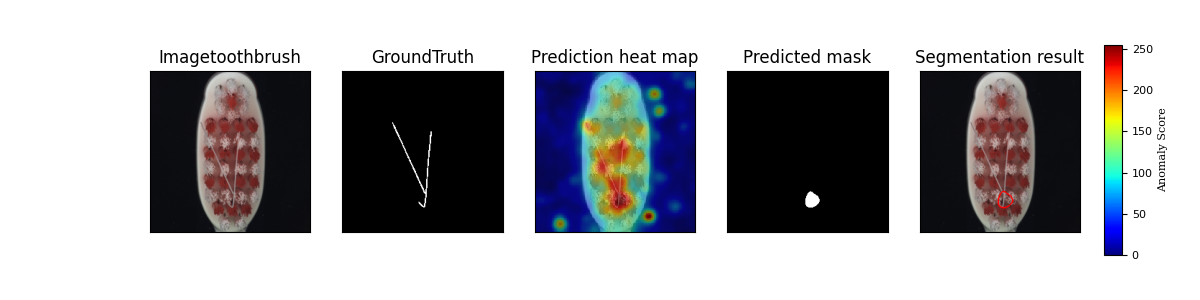 Imagetoothbrush
GroundTruth
Prediction heat map
Predicted mask
Segmentation result
250
200
150
100
50
0
Anomaly Score